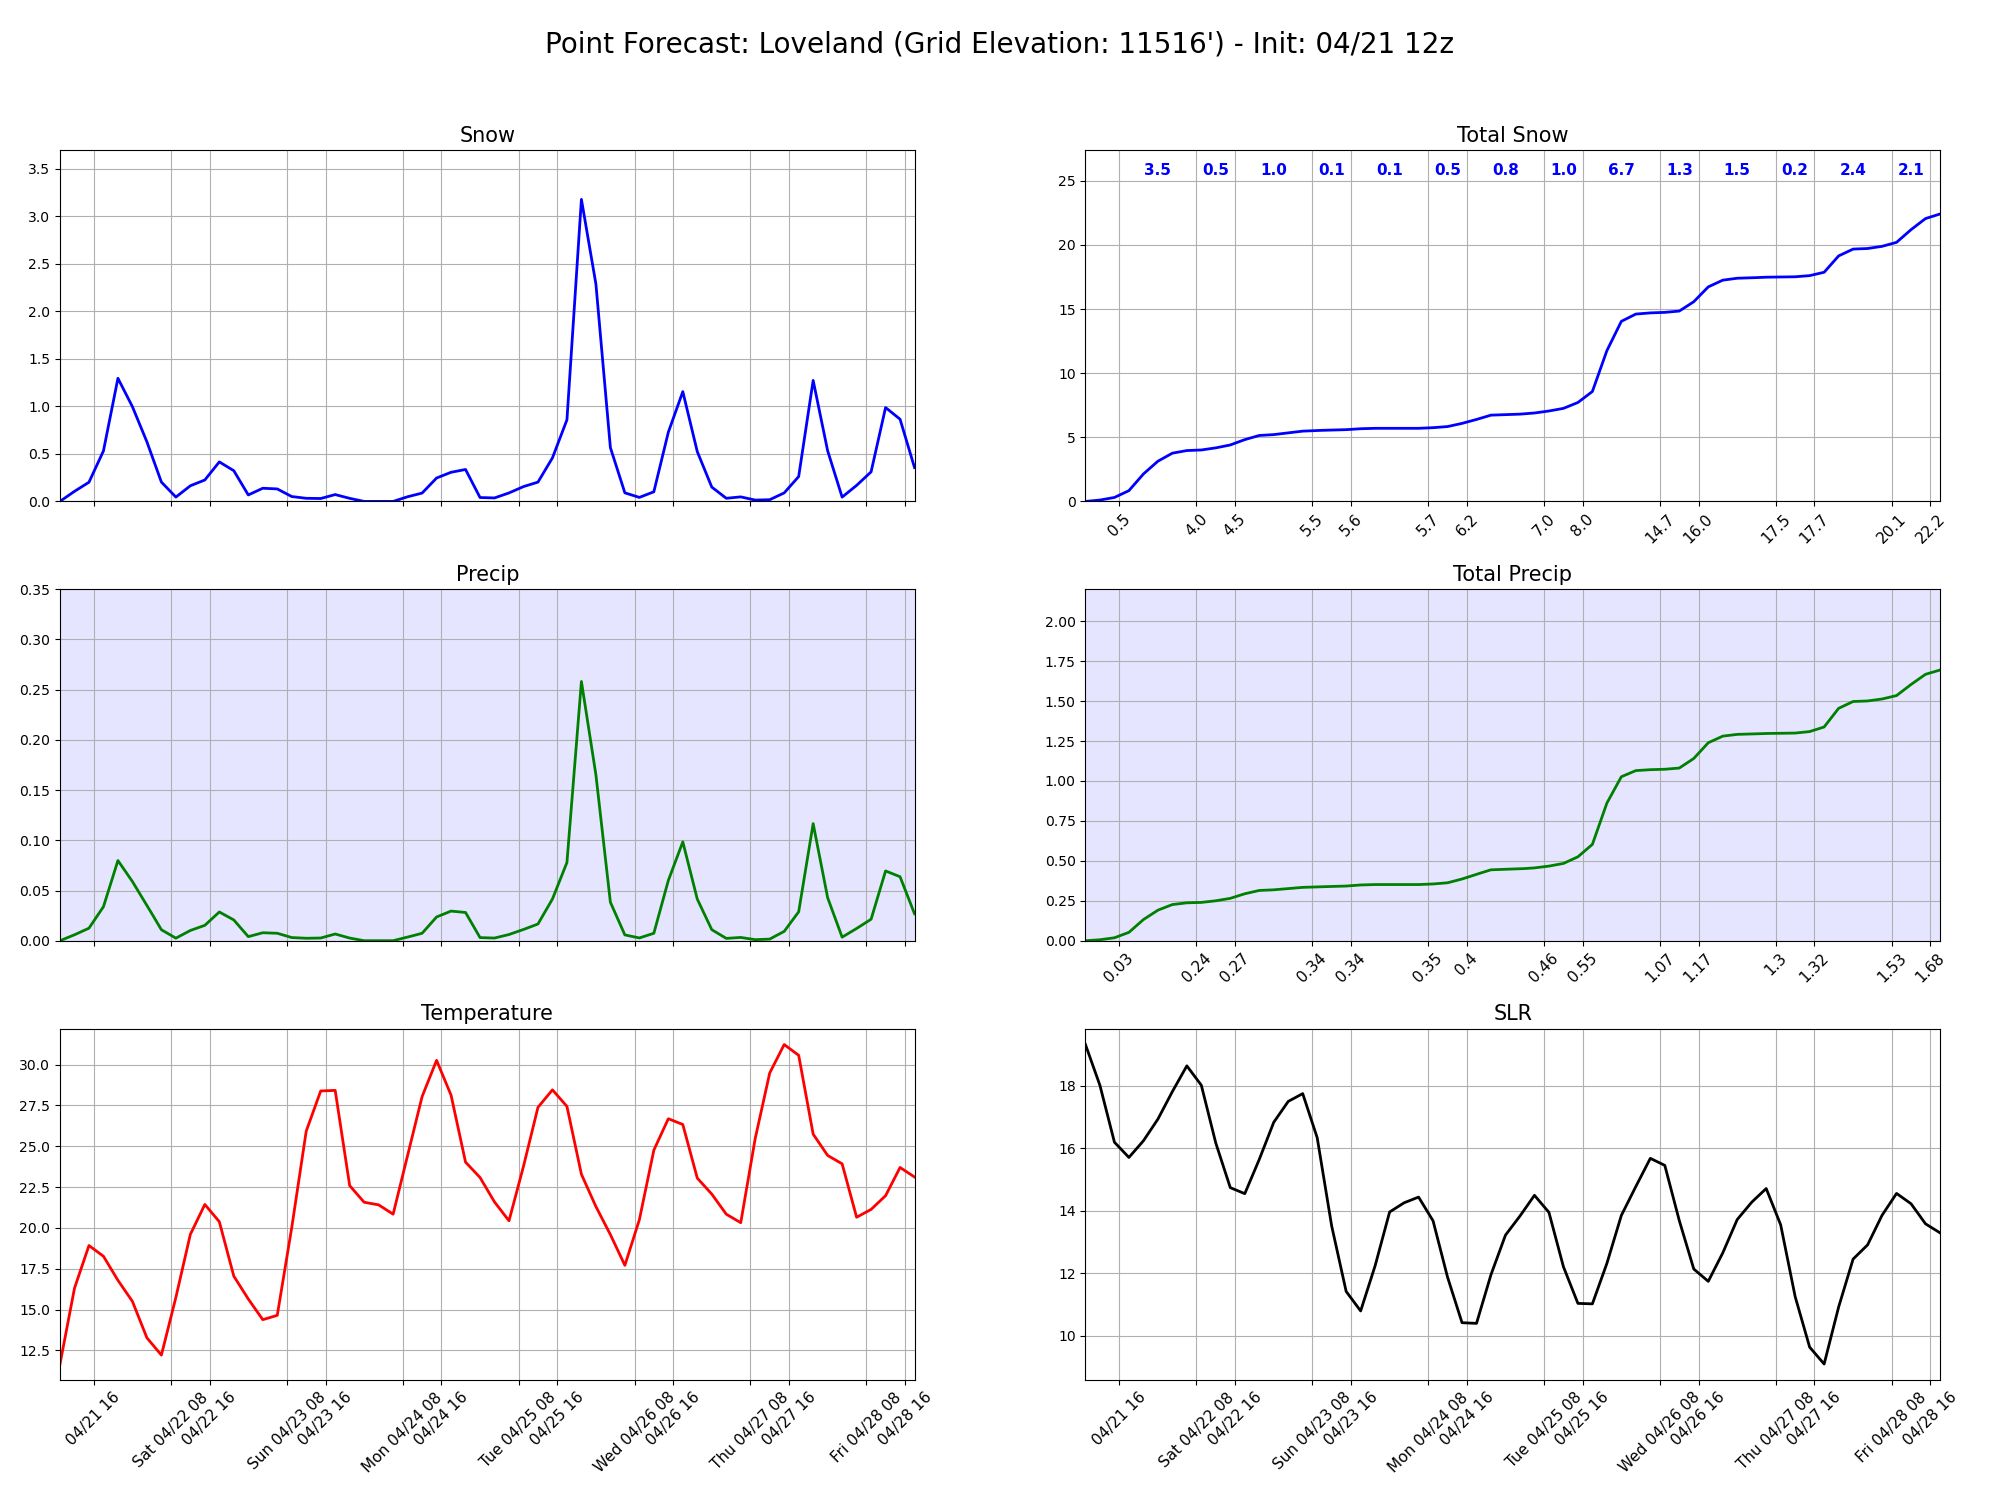 Point Forecast: Loveland (Grid Elevation: 11516') - Init: 04/21 12z
Snow
3.5
3.0
2.5
2.0
1.5
1.0
0.5
0.0
Total Snow
3.5 0.5 1.0 0.1 0.1 0.5 0.8 1.0 6.7 1.3 1.5 0.2 2.4 2.1
25
20
15
10
5
0
0.5 4.0 4.5 5.5 5.6 5.7 6.2 7.0 8.0 14.7 16.0 17.5 17.7 20.1 22.2
Precip
0.35
0.30
0.25
0.20
0.15
0.10
0.05
0.00
Total Precip
2.00
1.75
1.50
1.25
1.00
0.75
0.50
0.25
0.00
0.03 0.24 0.27 0.34 0.34 0.35 0.4 0.46 0.55 1.07 1.17 1.3 1.32 1.53 1.68
Temperature
30.0
27.5
25.0
22.5
20.0
17.5
15.0
12.5
04/21 16
Sat 04/22 08
04/22 16
Sun 04/23 08
04/23 16
Mon 04/24 08
04/24 16
Tue 04/25 08
04/25 16
Wed 04/26 08
04/26 16
Thu 04/27 08
04/27 16
Fri 04/28 08
04/28 16
SLR
18
16
14
12
10
04/21 16
Sat 04/22 08
04/22 16
Sun 04/23 08
04/23 16
Mon 04/24 08
04/24 16
Tue 04/25 08
04/25 16
Wed 04/26 08
04/26 16
Thu 04/27 08
04/27 16
Fri 04/28 08
04/28 16